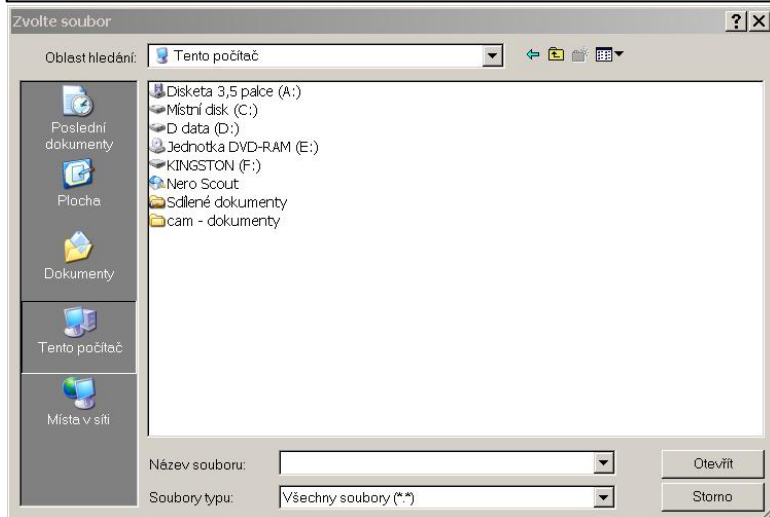 Zvolte soubor
Oblast hledání:
Tento počítač
Poslední
dokumenty
Plocha
Dokumenty
Tento počítač
Místa v síti
Disketa 3,5 palce (A:)
Místní disk (C:)
D data (D:)
Jednotka DVD-RAM (E:)
KINGSTON (F:)
Nero Scout
Sdílené dokumenty
cam - dokumenty
Název souboru:
Otevřít
Soubory typu:
Všechny soubory (*.*)
Storno